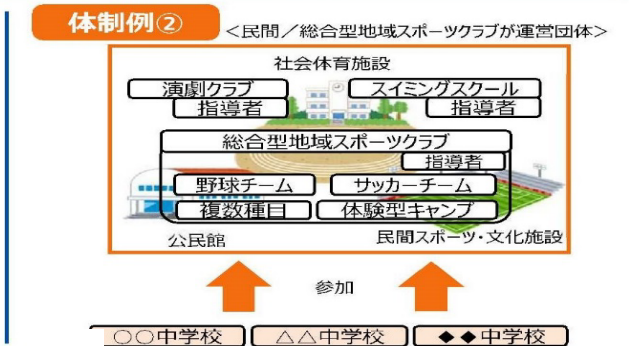 体制例②
＜民間／総合型地域スポーツクラブが運営団体＞
社会体育施設
演劇クラブ
スイミングスクール
指導者
指導者
総合型地域スポーツクラブ
指導者
野球チーム
サッカーチーム
複数種目
体験型キャンプ
公民館
民間スポーツ・文化施設
参加
○○中学校
△△中学校
◆◆中学校